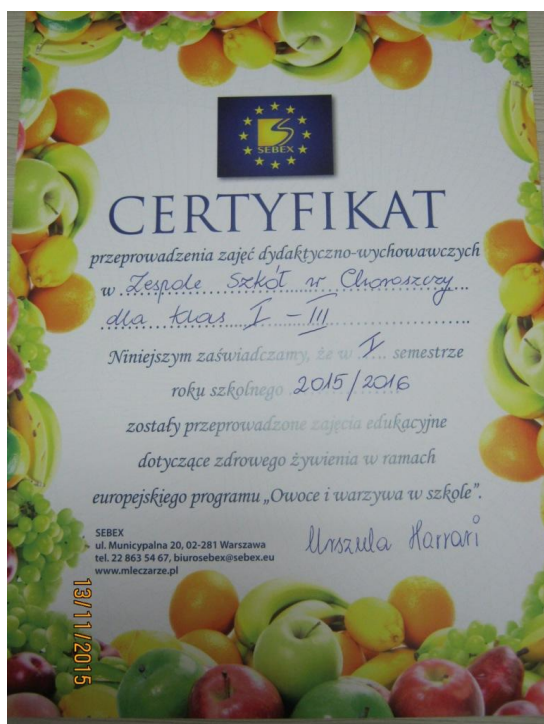 SEBEX
CERTYFIKAT
przeprowadzenia zajęć dydaktyczno-wychowawczych
w Zespole Szkół w Choroszczy
dla klas I - III
Niniejszym zaświadczamy, że w I semestrze
roku szkolnego 2015/2016
zostały przeprowadzone zajęcia edukacyjne
dotyczące zdrowego żywienia w ramach
europejskiego programu „Owoce i warzywa w szkole”.
SEBEX
ul. Municypalna 20, 02-281 Warszawa
tel. 22 863 54 67, biurosebex@sebex.eu
www.mleczarze.pl
Urszula Harrari
13/11/2015